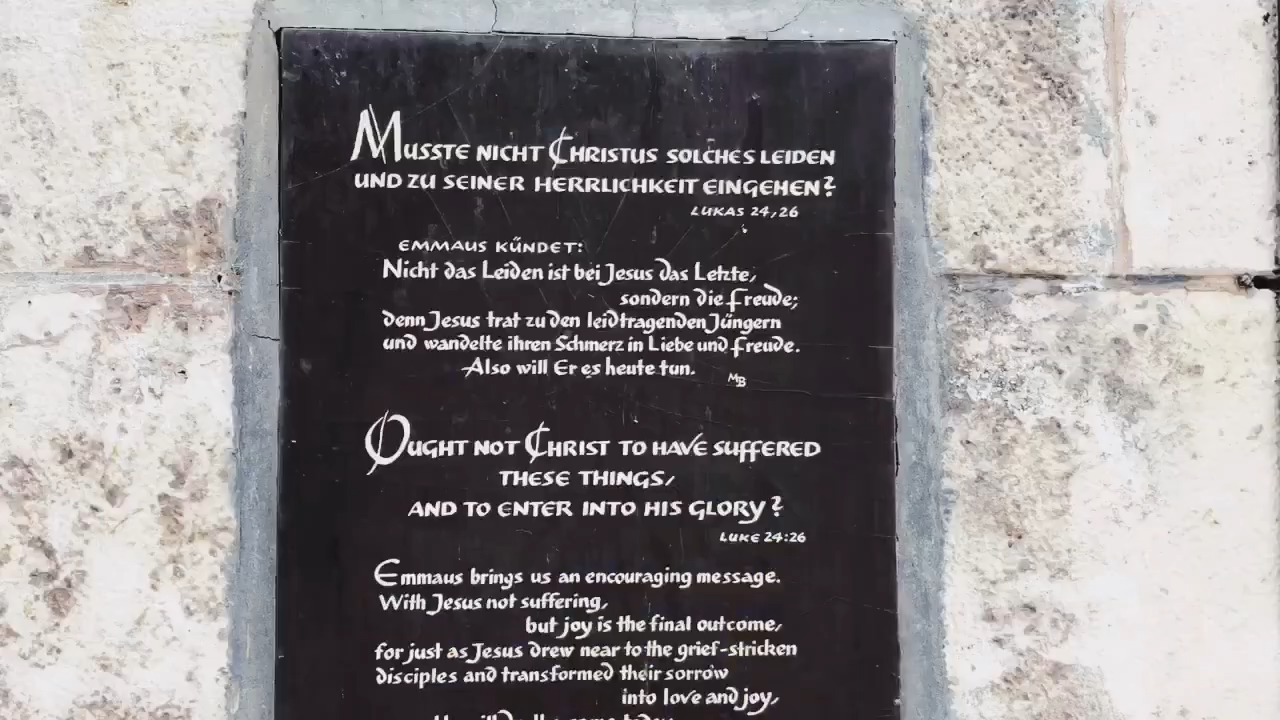 MUSSTE NICHT CHRISTUS SOLCHES LEIDEN
UND ZU SEINER HERRLICHKEIT EINGEHEN?
LUKAS 24,26
EMMAUS KÜNDET:
Nicht das Leiden ist bei Jesus das Letzte,
sondern die Freude;
denn Jesus trat zu den leidtragenden Jüngern
und wandelte ihren Schmerz in Liebe und Freude.
Also will Er es heute tun.
MB
OUGHT NOT CHRIST TO HAVE SUFFERED
THESE THINGS,
AND TO ENTER INTO HIS GLORY?
LUKE 24:26
Emmaus brings us an encouraging message.
With Jesus not suffering,
but joy is the final outcome,
for just as Jesus drew near to the grief-stricken
disciples and transformed their sorrow
into love and joy,